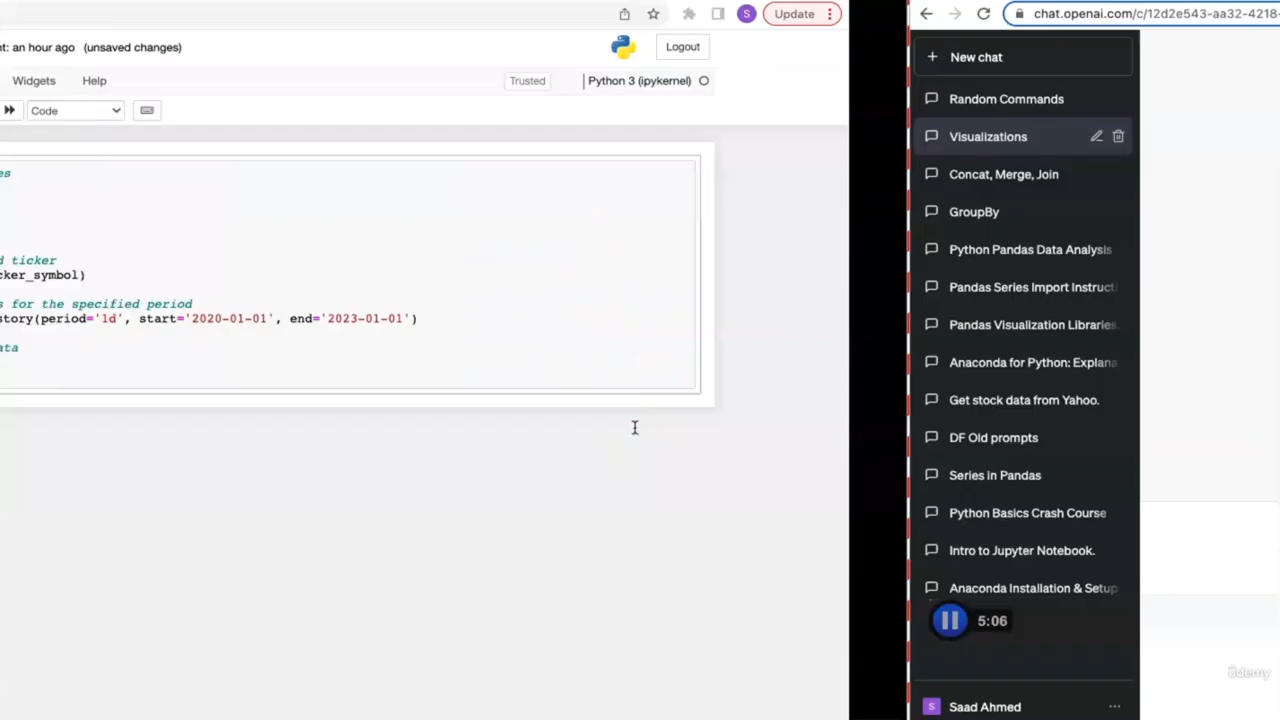 S
Update
t: an hour ago (unsaved changes)
Logout
Widgets
Help
Trusted
Python 3 (ipykernel)
Code
es
d ticker
cker_symbol)
s for the specified period
story(period='1d', start='2020-01-01', end='2023-01-01')
ata
chat.openai.com/c/12d2e543-aa32-4218-
New chat
Random Commands
Visualizations
Concat, Merge, Join
GroupBy
Python Pandas Data Analysis
Pandas Series Import Instructi
Pandas Visualization Libraries.
Anaconda for Python: Explana
Get stock data from Yahoo.
DF Old prompts
Series in Pandas
Python Basics Crash Course
Intro to Jupyter Notebook.
Anaconda Installation & Setup
5:06
ûdemy
S
Saad Ahmed